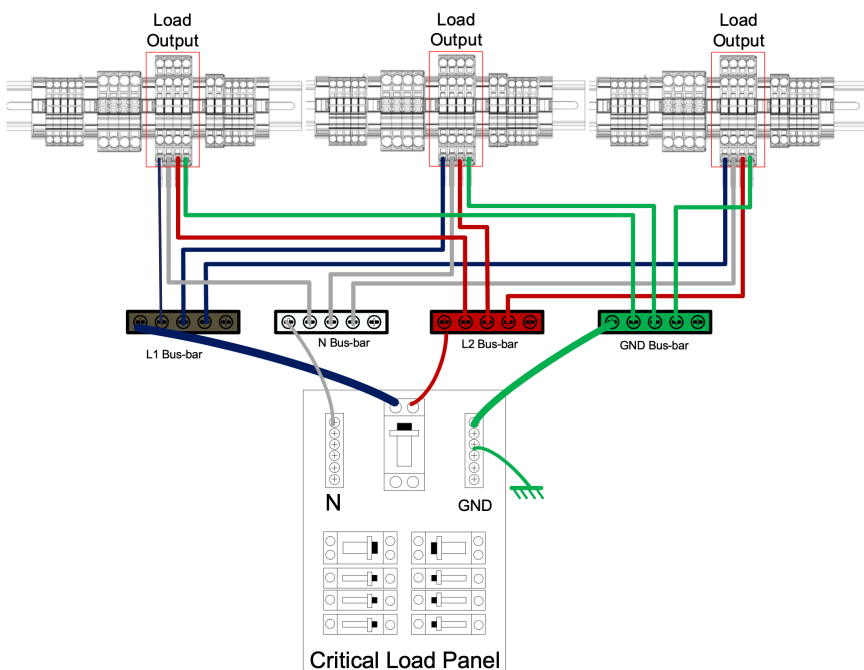 Load
Output
Load
Output
Load
Output
L1 Bus-bar
N Bus-bar
L2 Bus-bar
GND Bus-bar
N
GND
Critical Load Panel